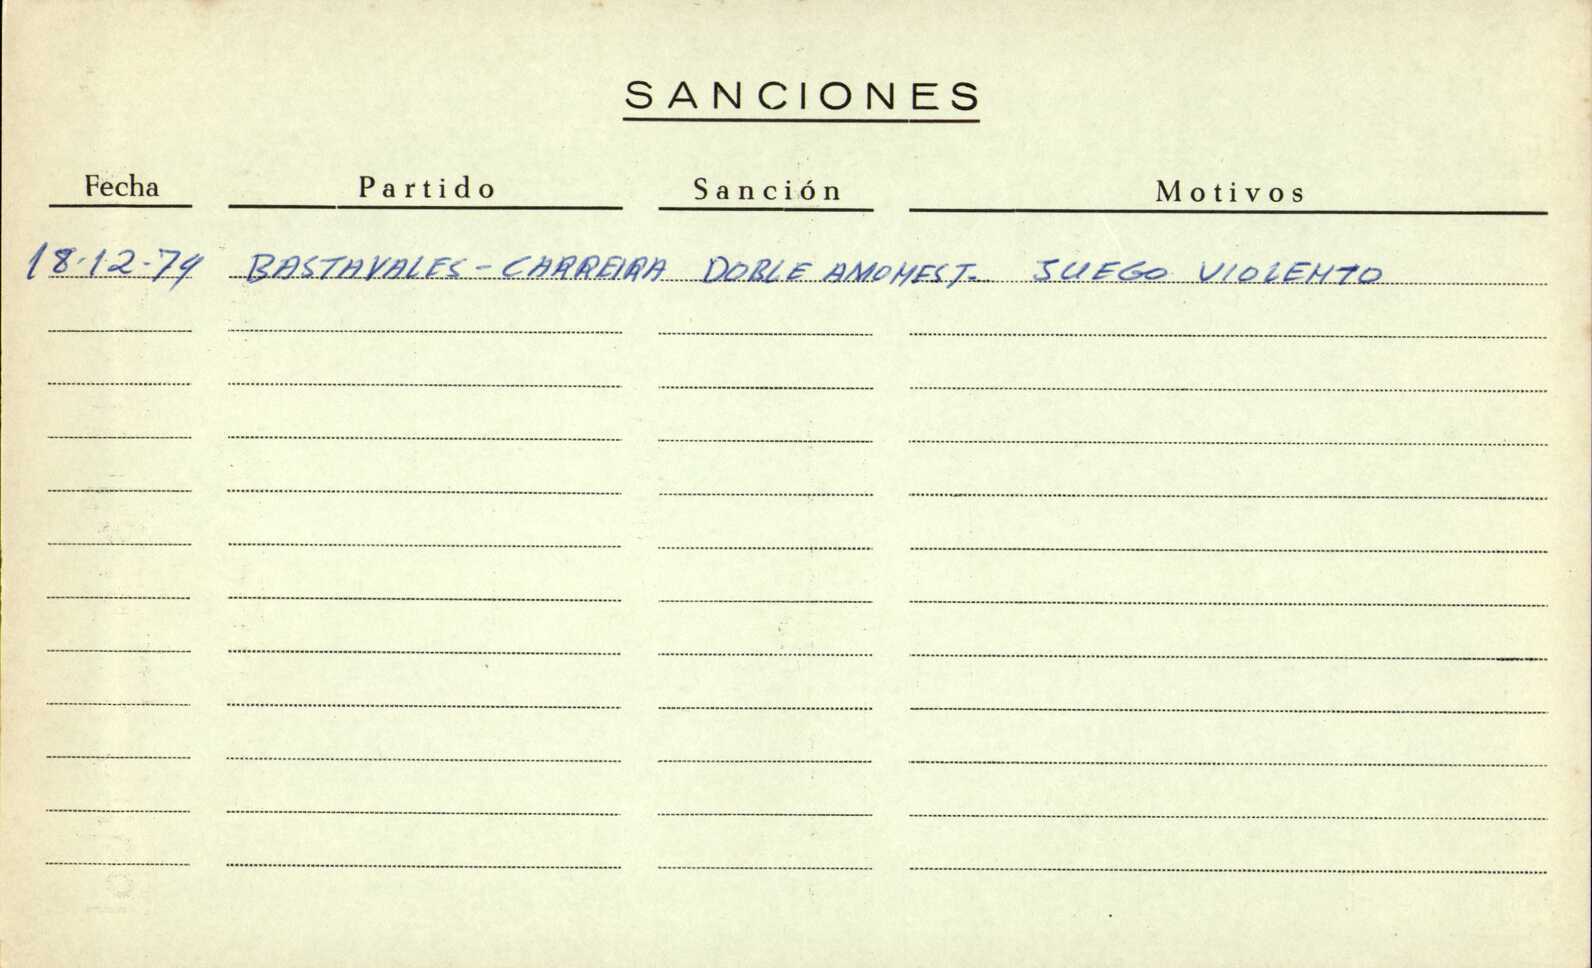 SANCIONES
Fecha Partido Sanción Motivos
18-12-79 BASTAVALES - CARREIRA DOBLE AMONEST. JUEGO VIOLENTO